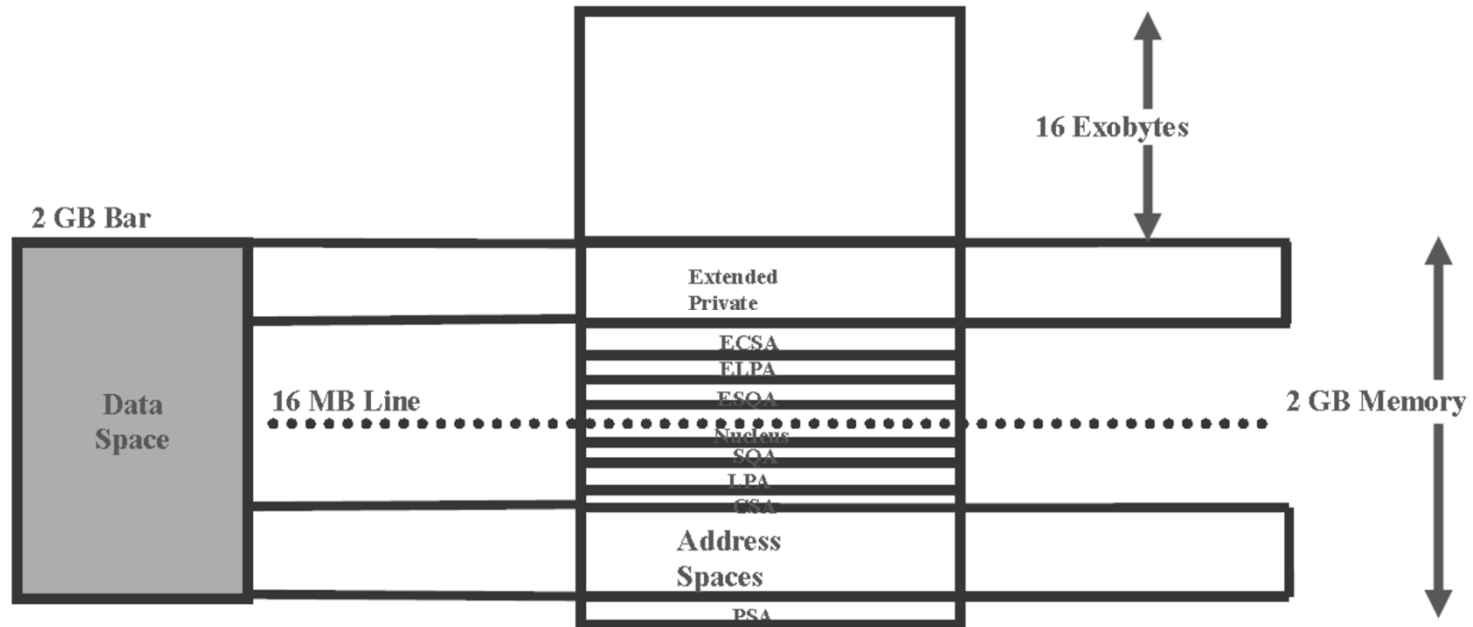 16 Exobytes
2 GB Bar
Extended
Private
ECSA
ELPA
ESQA
16 MB Line
2 GB Memory
Data
Space
Nucleus
SQA
LPA
CSA
Address
Spaces
PSA